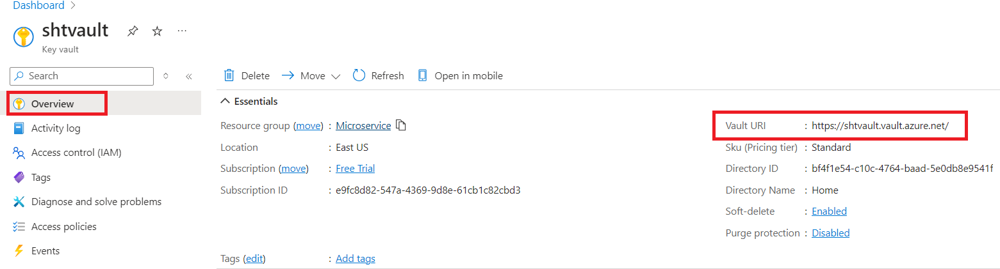 Dashboard >
shtvault ...
Key vault
Search «
Overview
Activity log
Access control (IAM)
Tags
Diagnose and solve problems
Access policies
Events
Delete Move Refresh Open in mobile
Essentials
Resource group (move) : Microservice
Location : East US
Subscription (move) : Free Trial
Subscription ID : e9fc8d82-547a-4369-9d8e-61cb1c82cbd3
Vault URI : https://shtvault.vault.azure.net/
Sku (Pricing tier) : Standard
Directory ID : bf4f1e54-c10c-4764-baad-5e0db8e9541f
Directory Name : Home
Soft-delete : Enabled
Purge protection : Disabled
Tags (edit) : Add tags